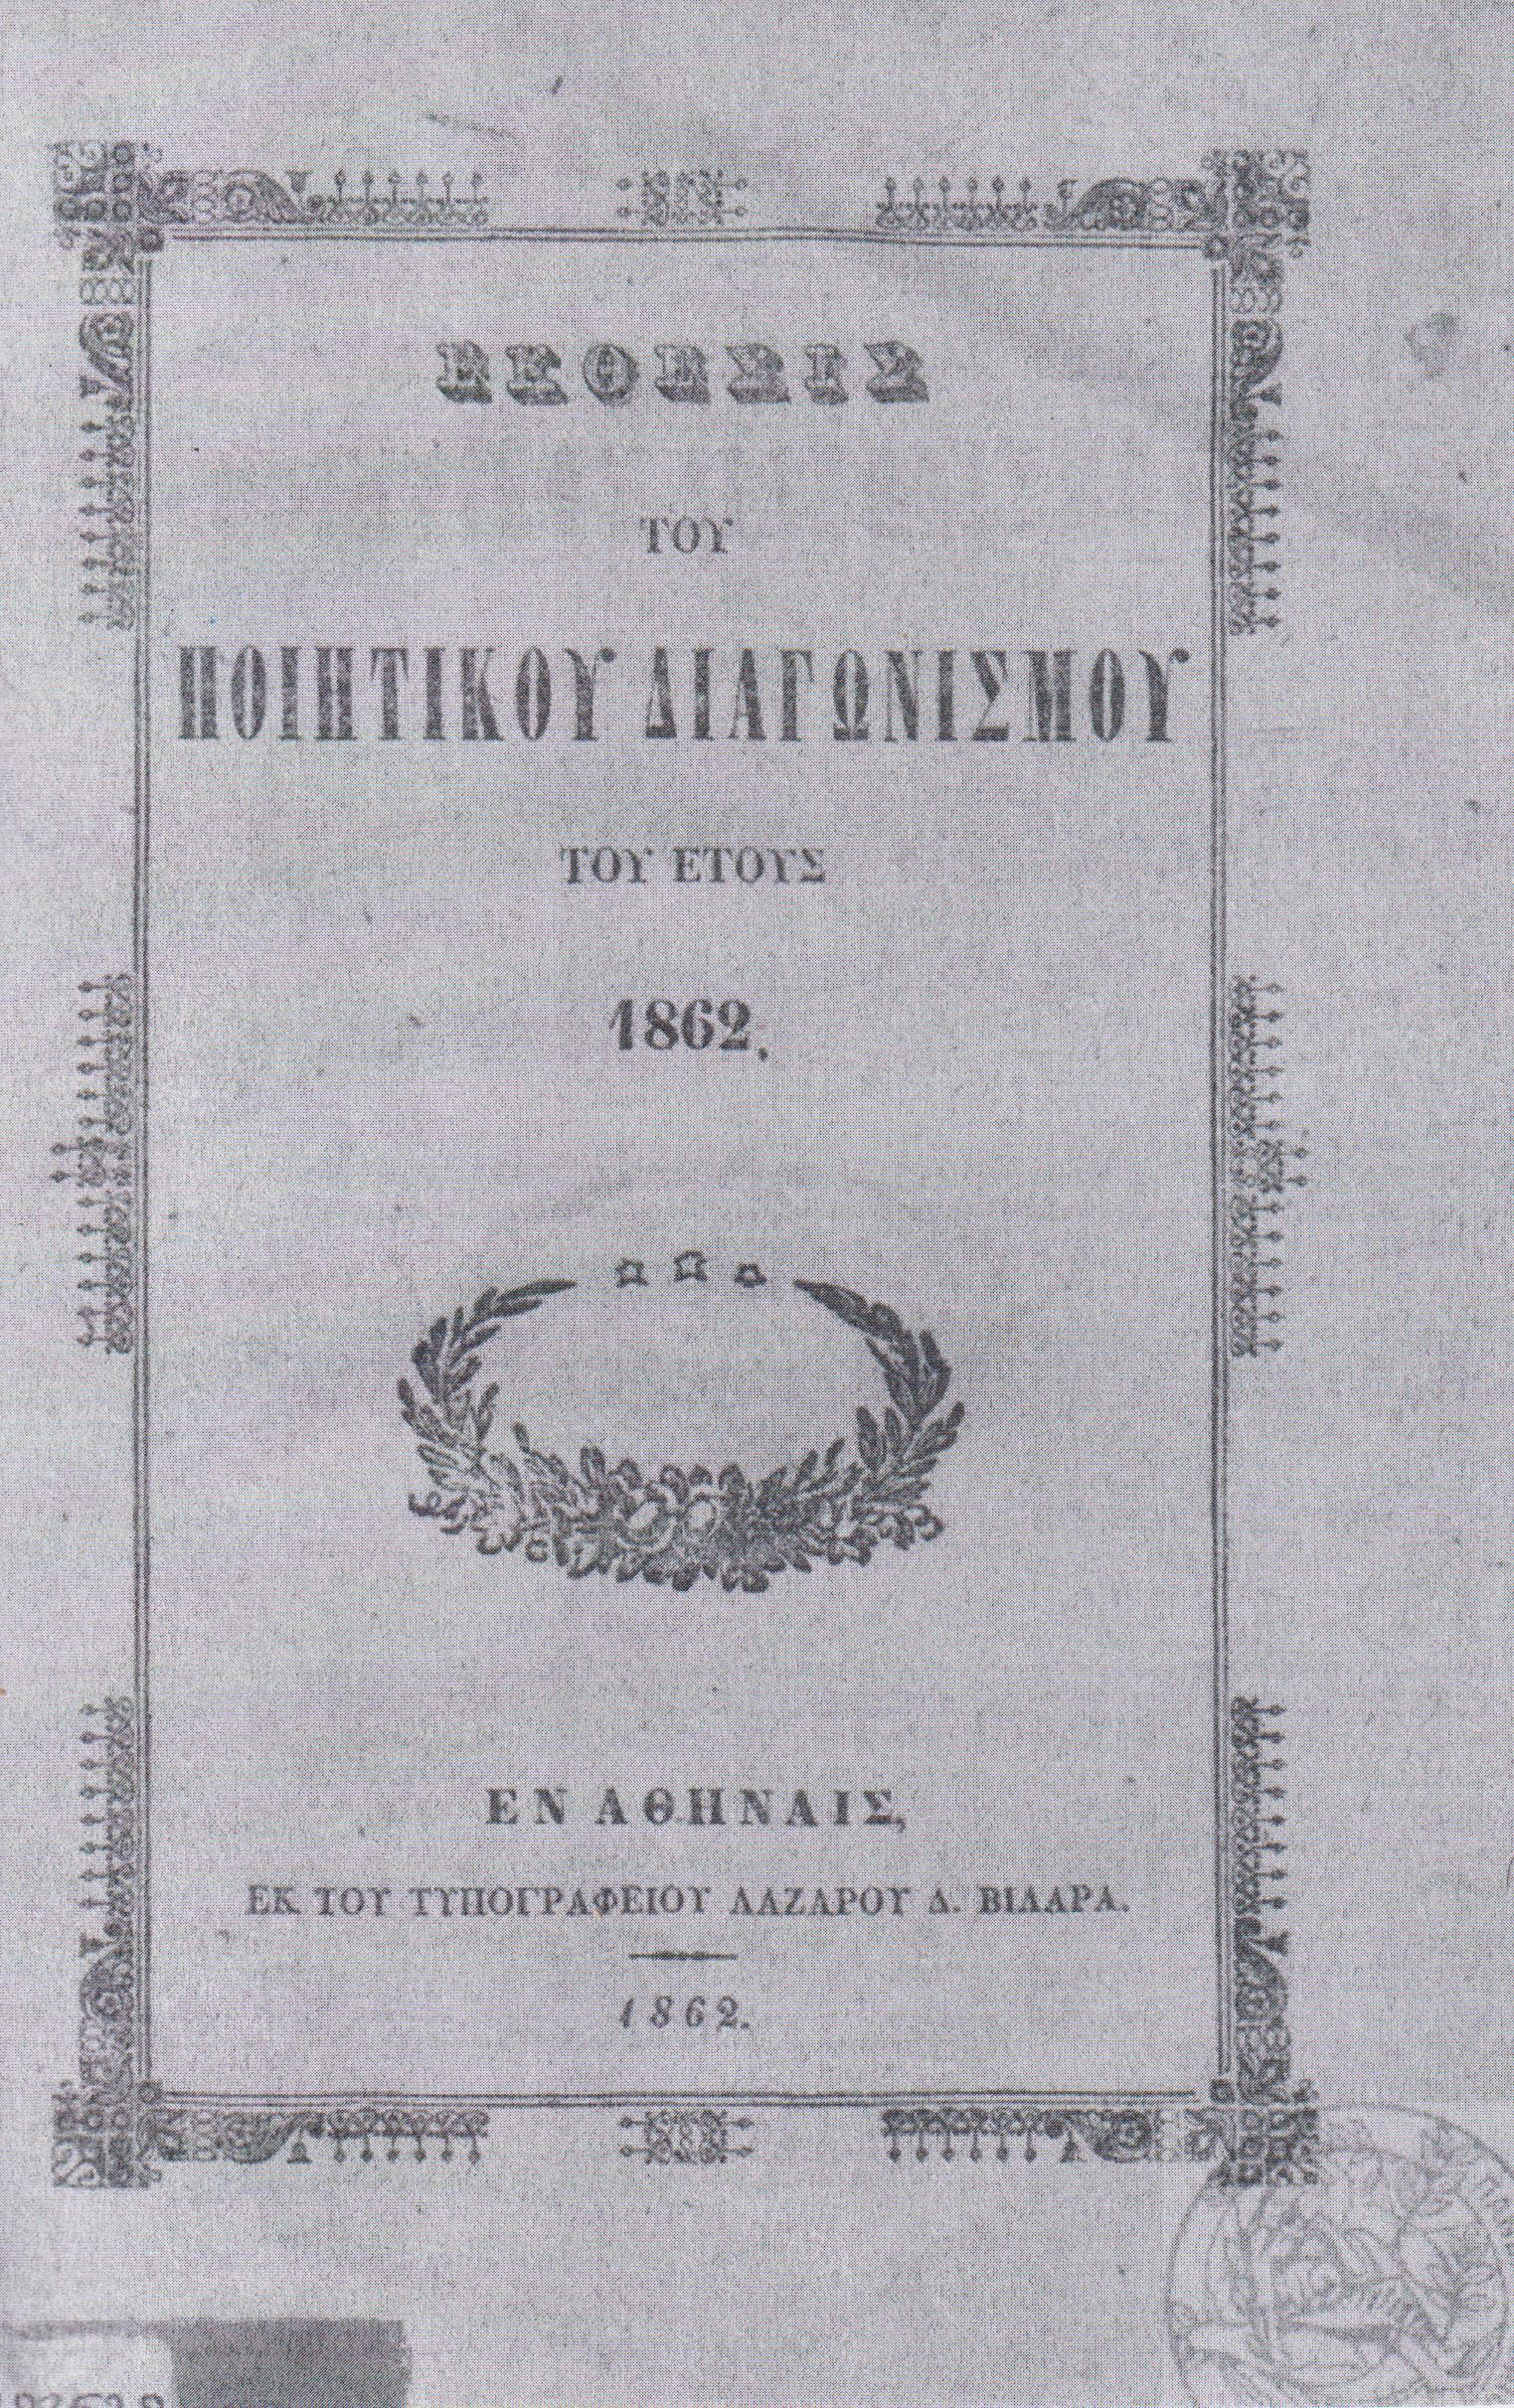 ΕΚΘΕΣΙΣ
ΤΟΥ
ΠΟΙΗΤΙΚΟΥ ΔΙΑΓΩΝΙΣΜΟΥ
ΤΟΥ ΕΤΟΥΣ
1862.
ΕΝ ΑΘΗΝΑΙΣ,
ΕΚ ΤΟΥ ΤΥΠΟΓΡΑΦΕΙΟΥ ΛΑΖΑΡΟΥ Δ. ΒΙΛΑΡΑ.
1862.